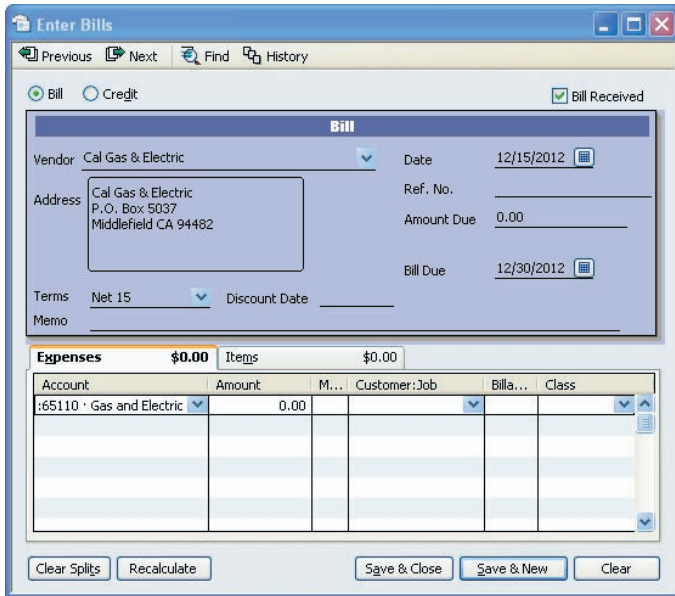 Enter Bills
Previous Next Find History
Bill Credit Bill Received
Bill
Vendor Cal Gas & Electric Date 12/15/2012
Address Cal Gas & Electric Ref. No.
P.O. Box 5037
Middlefield CA 94482 Amount Due 0.00
Bill Due 12/30/2012
Terms Net 15 Discount Date
Memo
Expenses $0.00 Items $0.00
Account Amount M... Customer:Job Billa... Class
:65110 · Gas and Electric 0.00
Clear Splits Recalculate Save & Close Save & New Clear